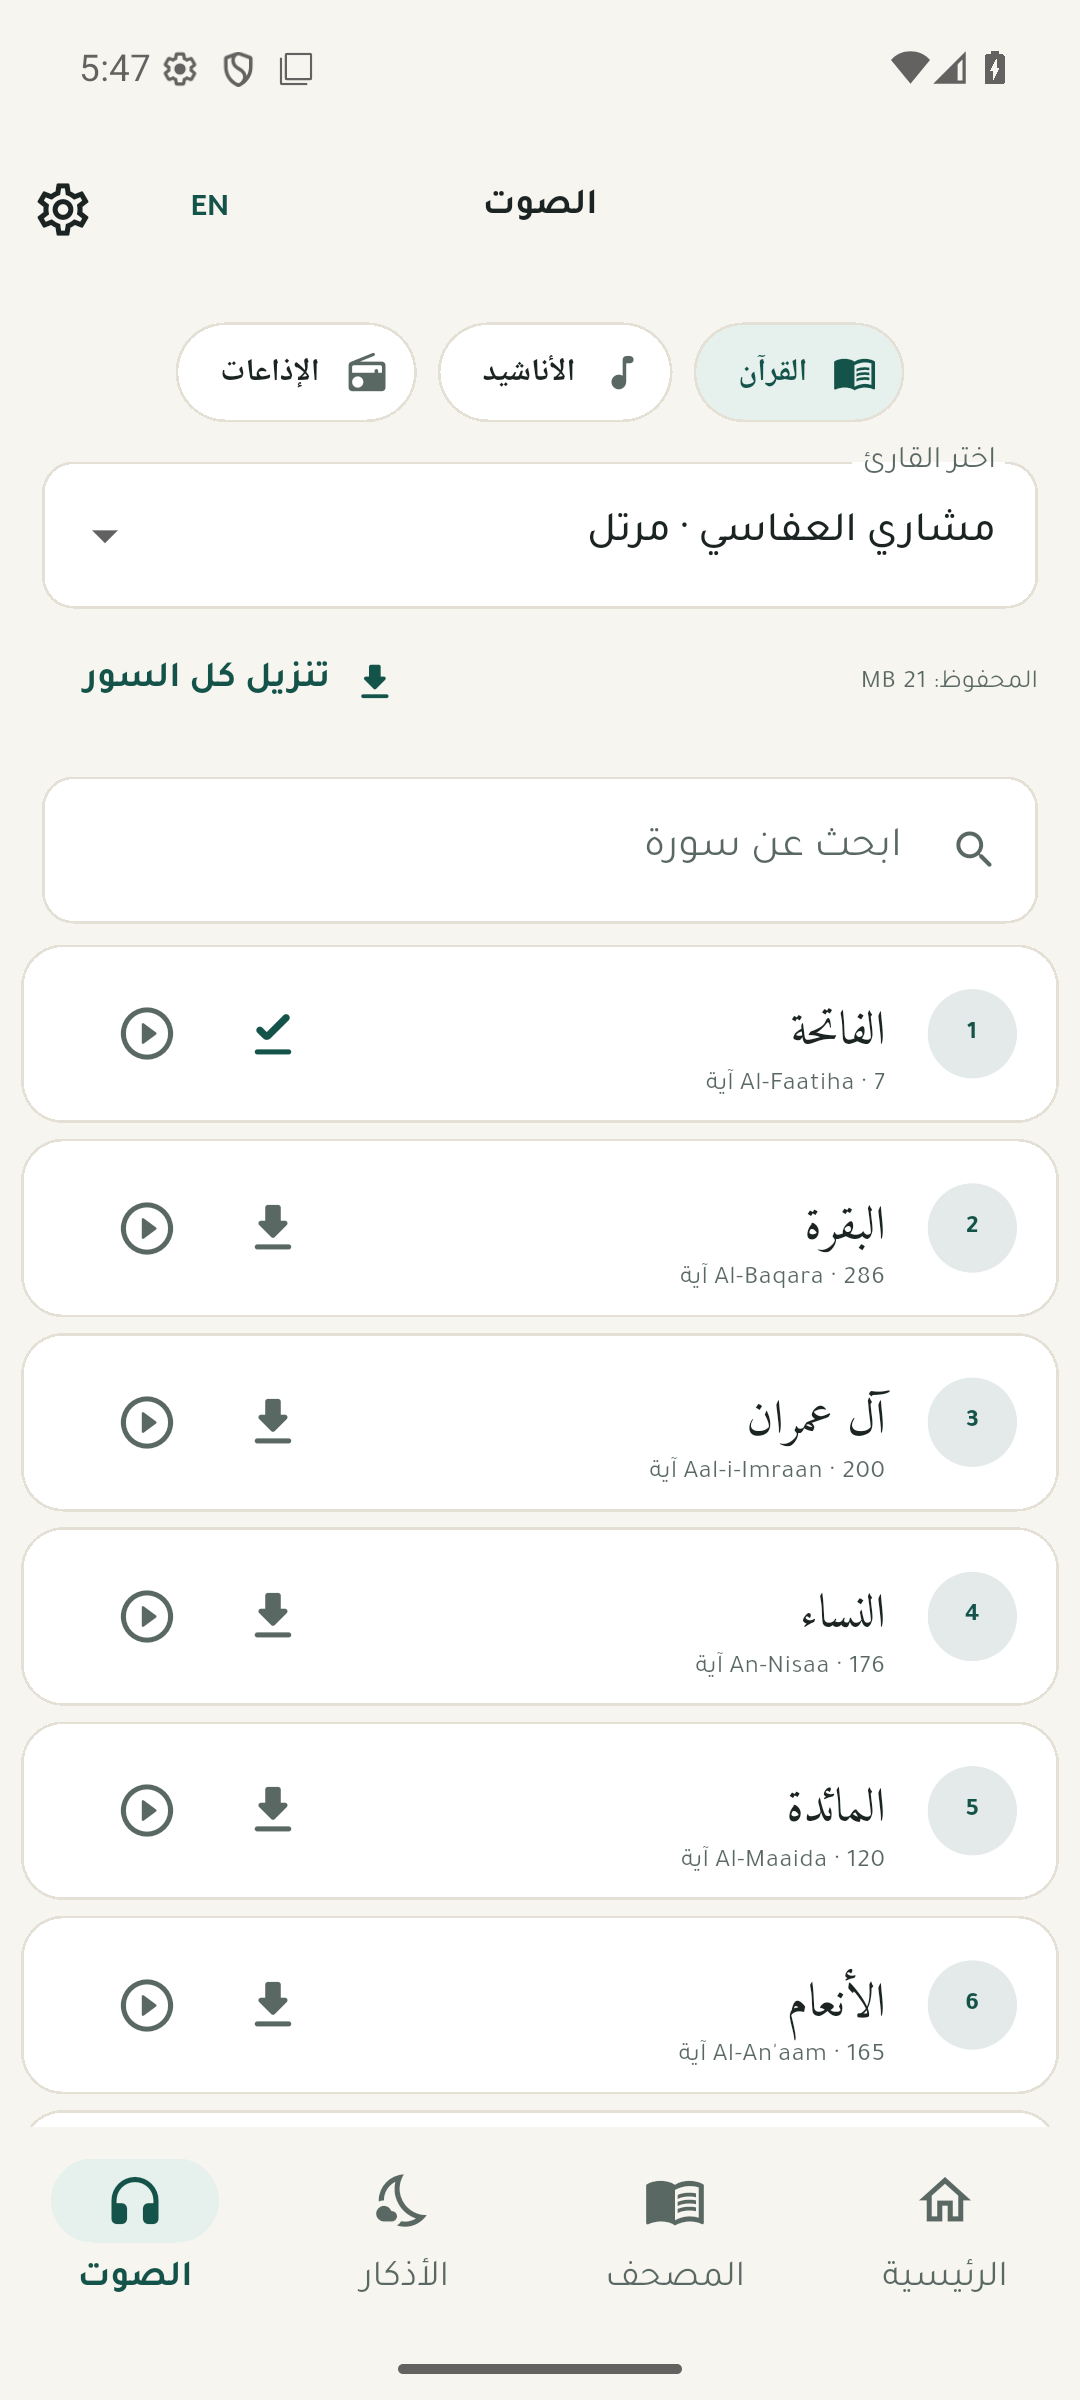 5:47
الصوت
EN
القرآن
الأناشيد
الإذاعات
اختر القارئ
مشاري العفاسي · مرتل
المحفوظ: 21 MB
تنزيل كل السور
ابحث عن سورة
1
الفاتحة
Al-Faatiha · 7 آية
2
البقرة
Al-Baqara · 286 آية
3
آل عمران
Aal-i-Imraan · 200 آية
4
النساء
An-Nisaa · 176 آية
5
المائدة
Al-Maaida · 120 آية
6
الأنعام
Al-An'aam · 165 آية
الرئيسية
المصحف
الأذكار
الصوت